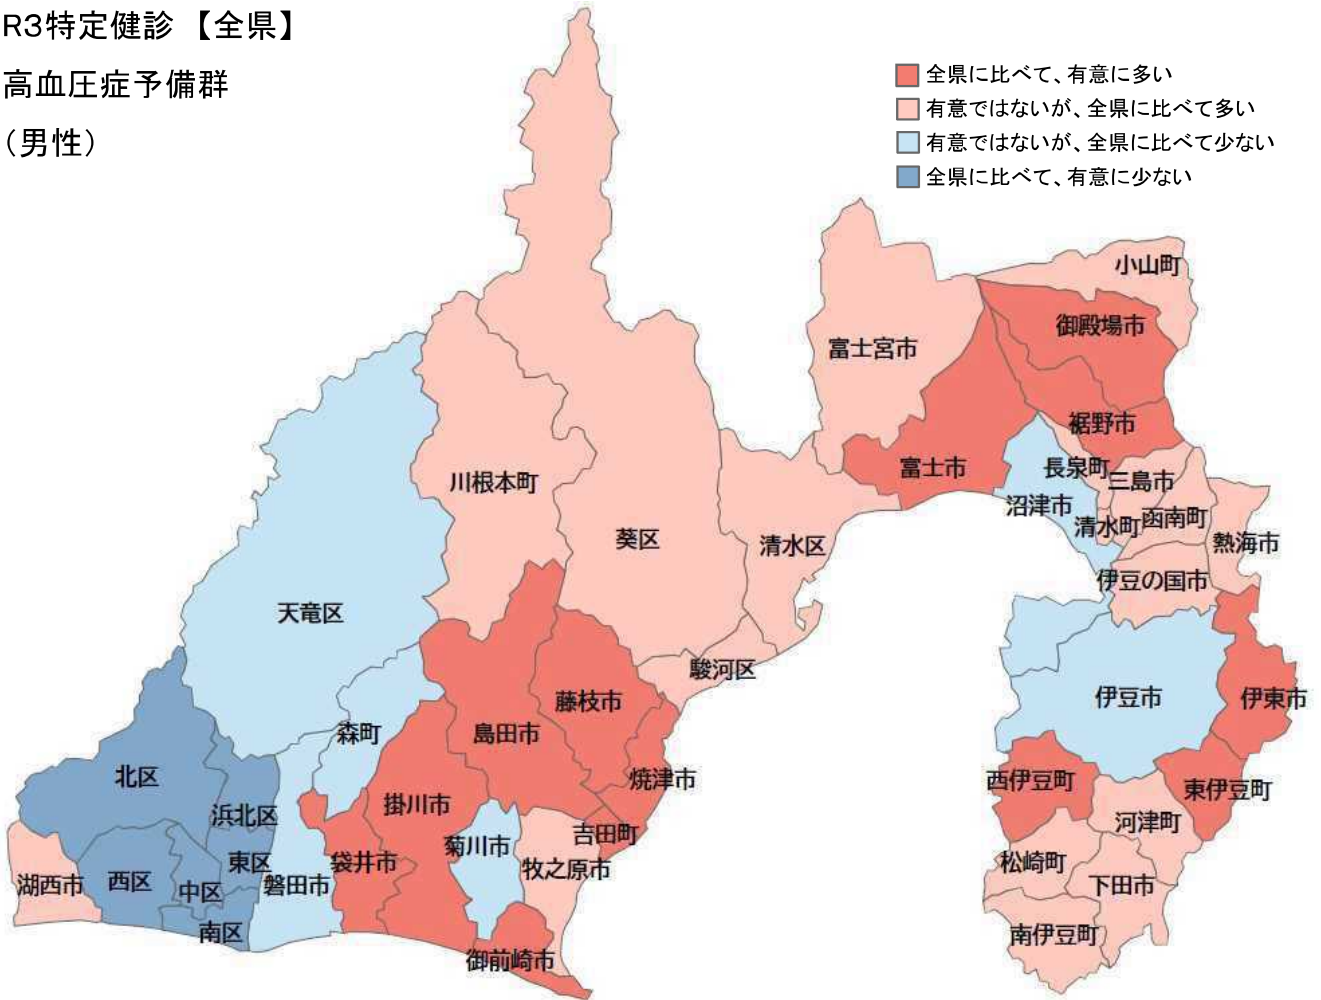 R3特定健診【全県】
高血圧症予備群
（男性）
全県に比べて、有意に多い
有意ではないが、全県に比べて多い
有意ではないが、全県に比べて少ない
全県に比べて、有意に少ない
小山町
御殿場市
富士宮市
裾野市
富士市
長泉町
三島市
川根本町
沼津市
清水町
函南町
葵区
清水区
熱海市
伊豆の国市
天竜区
駿河区
伊豆市
伊東市
藤枝市
森町
島田市
北区
焼津市
西伊豆町
東伊豆町
掛川市
浜北区
河津町
吉田町
菊川市
東区
袋井市
牧之原市
松崎町
湖西市
西区
中区
磐田市
下田市
南区
南伊豆町
御前崎市